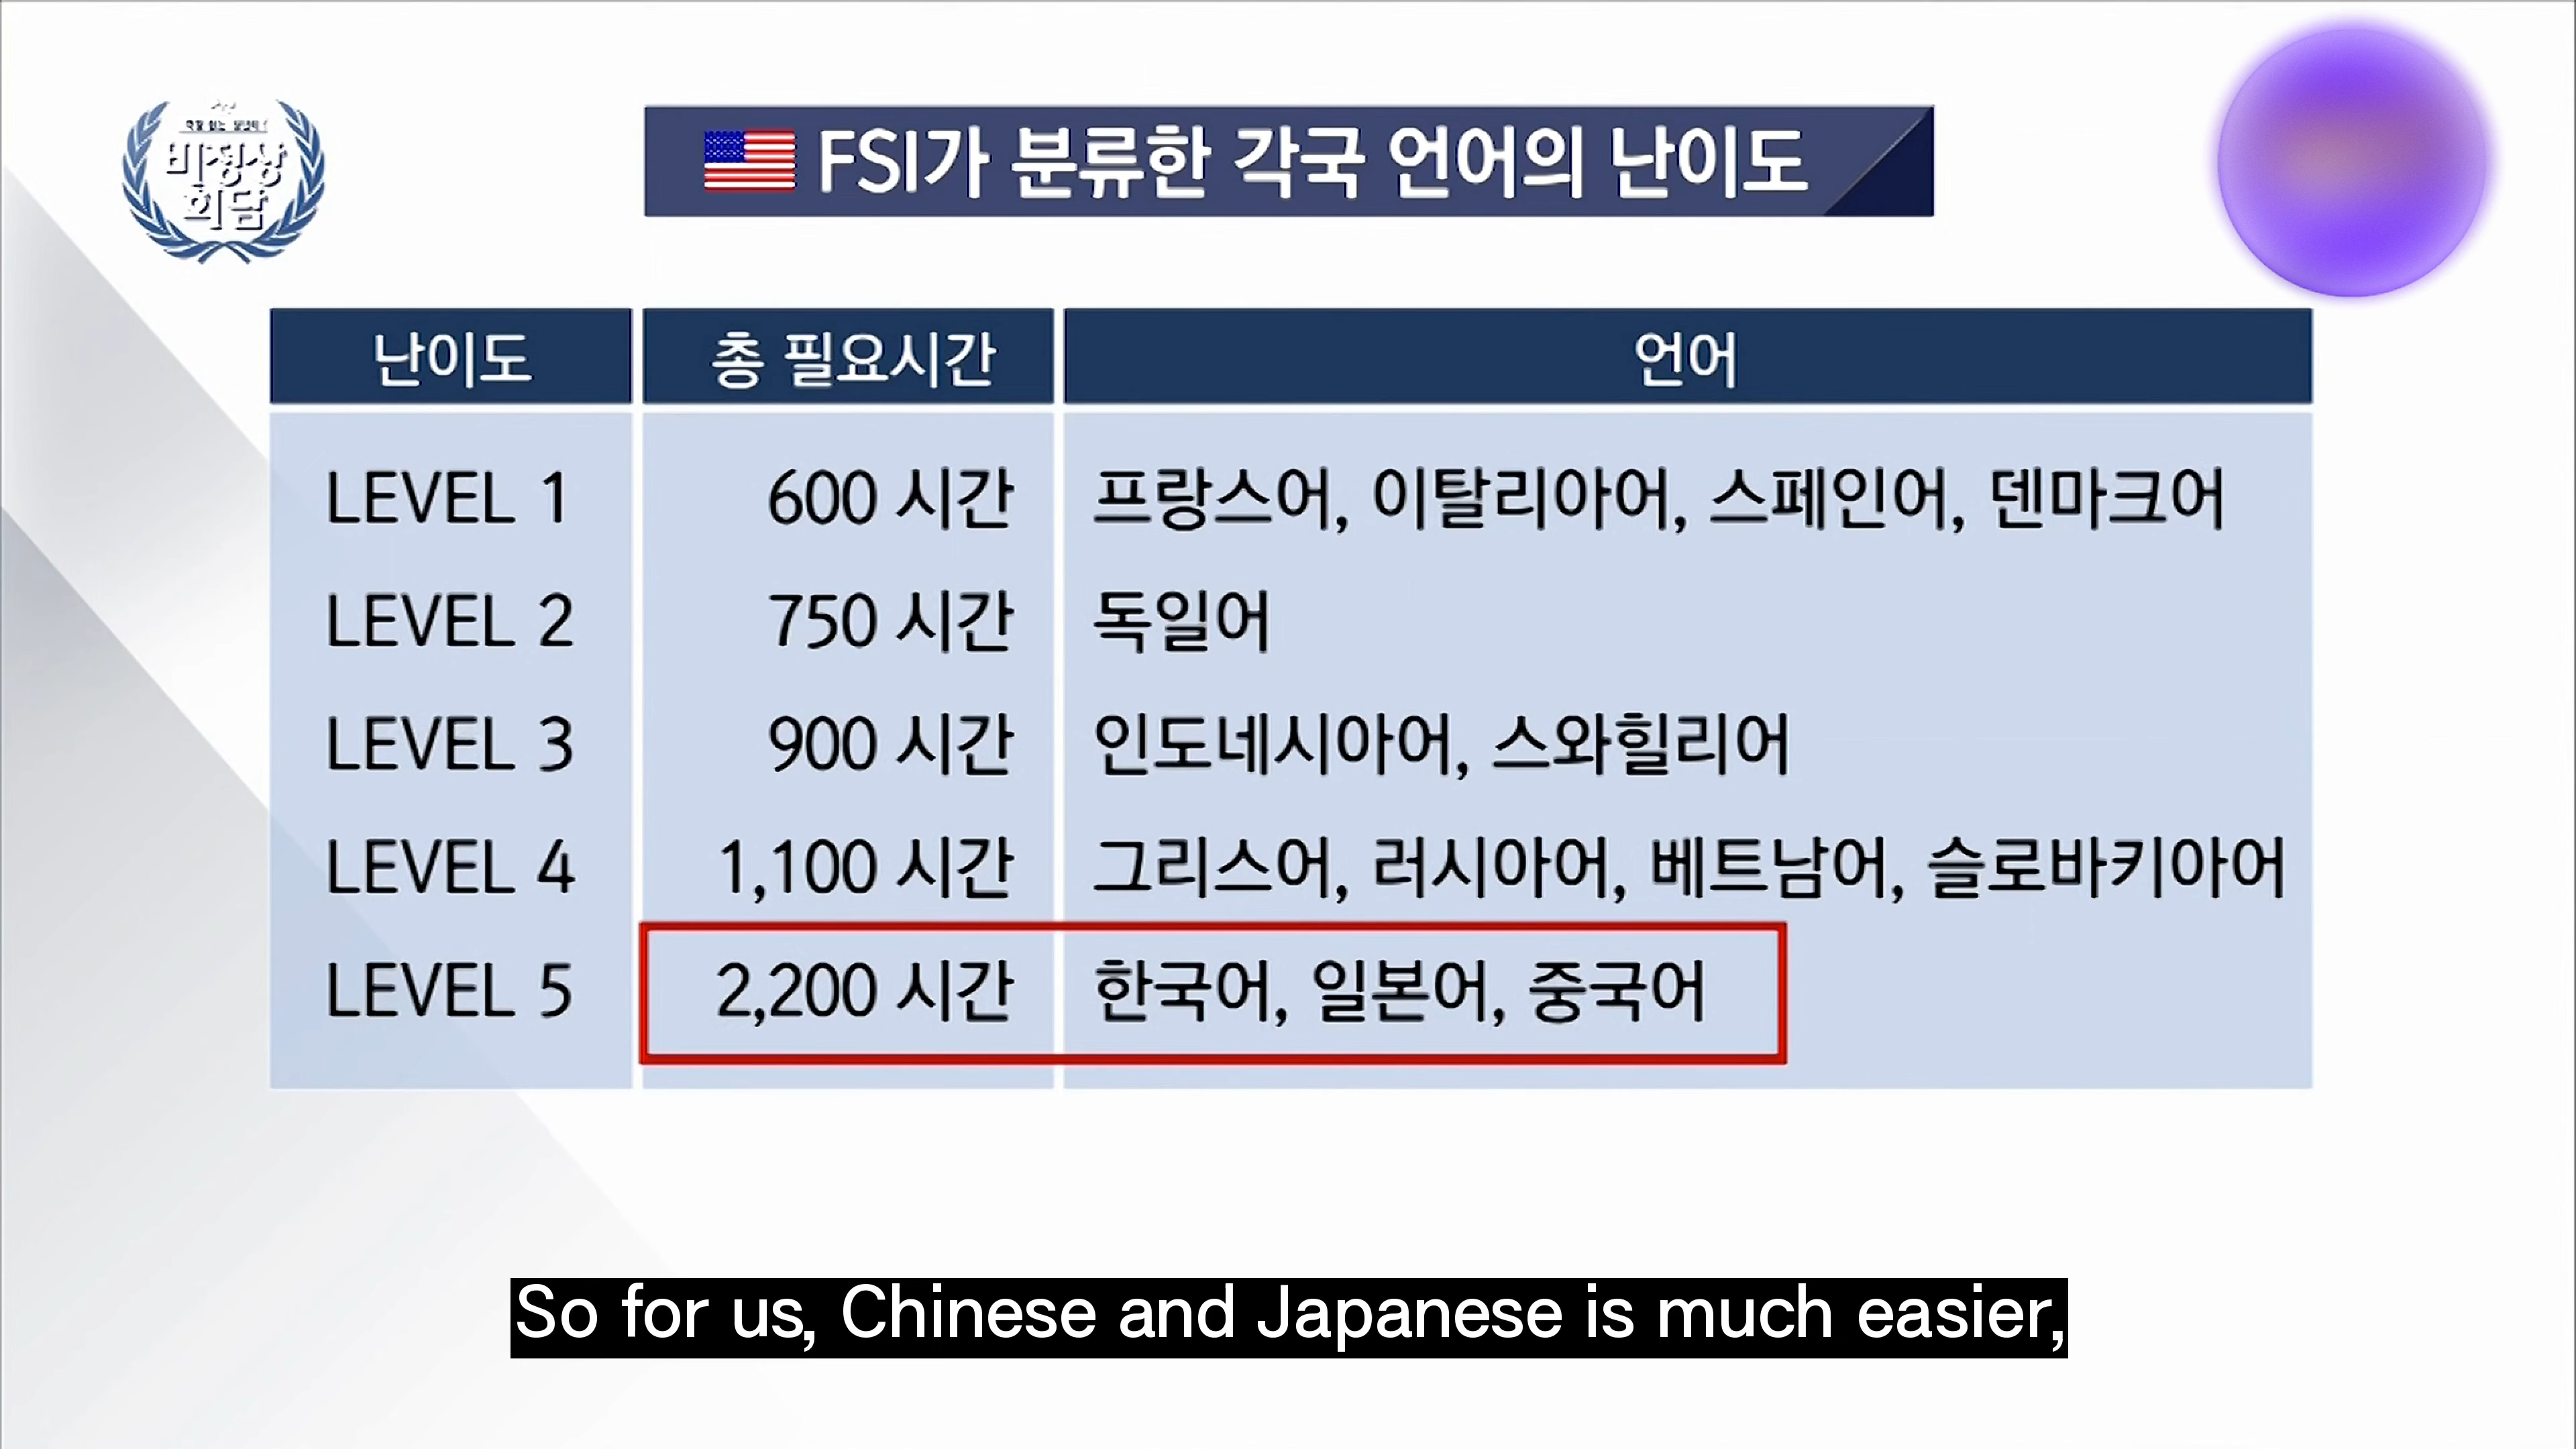 비정상
회담
FSI가 분류한 각국 언어의 난이도
난이도 총 필요시간 언어
LEVEL 1 600 시간 프랑스어, 이탈리아어, 스페인어, 덴마크어
LEVEL 2 750 시간 독일어
LEVEL 3 900 시간 인도네시아어, 스와힐리어
LEVEL 4 1,100 시간 그리스어, 러시아어, 베트남어, 슬로바키아어
LEVEL 5 2,200 시간 한국어, 일본어, 중국어
So for us, Chinese and Japanese is much easier,